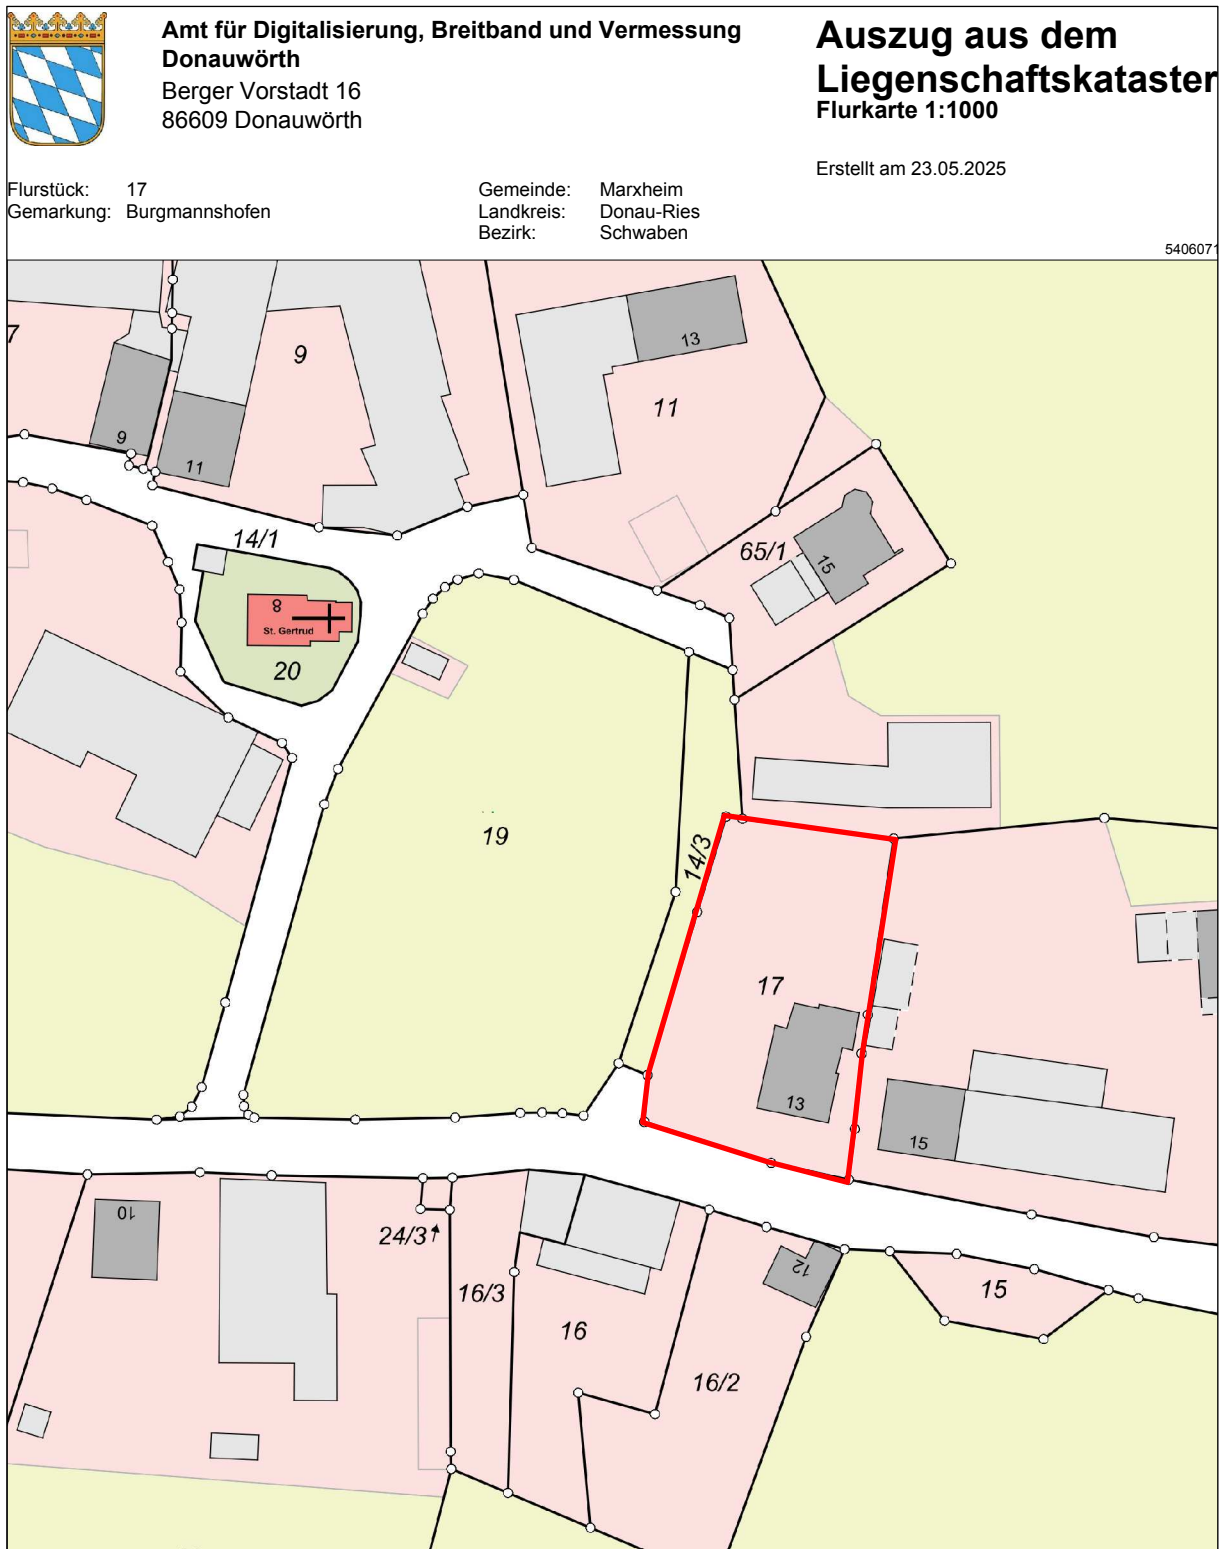 Amt für Digitalisierung, Breitband und Vermessung
Donauwörth
Berger Vorstadt 16
86609 Donauwörth
Auszug aus dem
Liegenschaftskataster
Flurkarte 1:1000
Erstellt am 23.05.2025
Flurstück: 17
Gemarkung: Burgmannshofen
Gemeinde: Marxheim
Landkreis: Donau-Ries
Bezirk: Schwaben
5406071
7
9
13
11
9
11
14/1
65/1
15
8
St. Gertrud
20
19
14/3
17
13
15
10
24/3
16/3
12
15
16
16/2